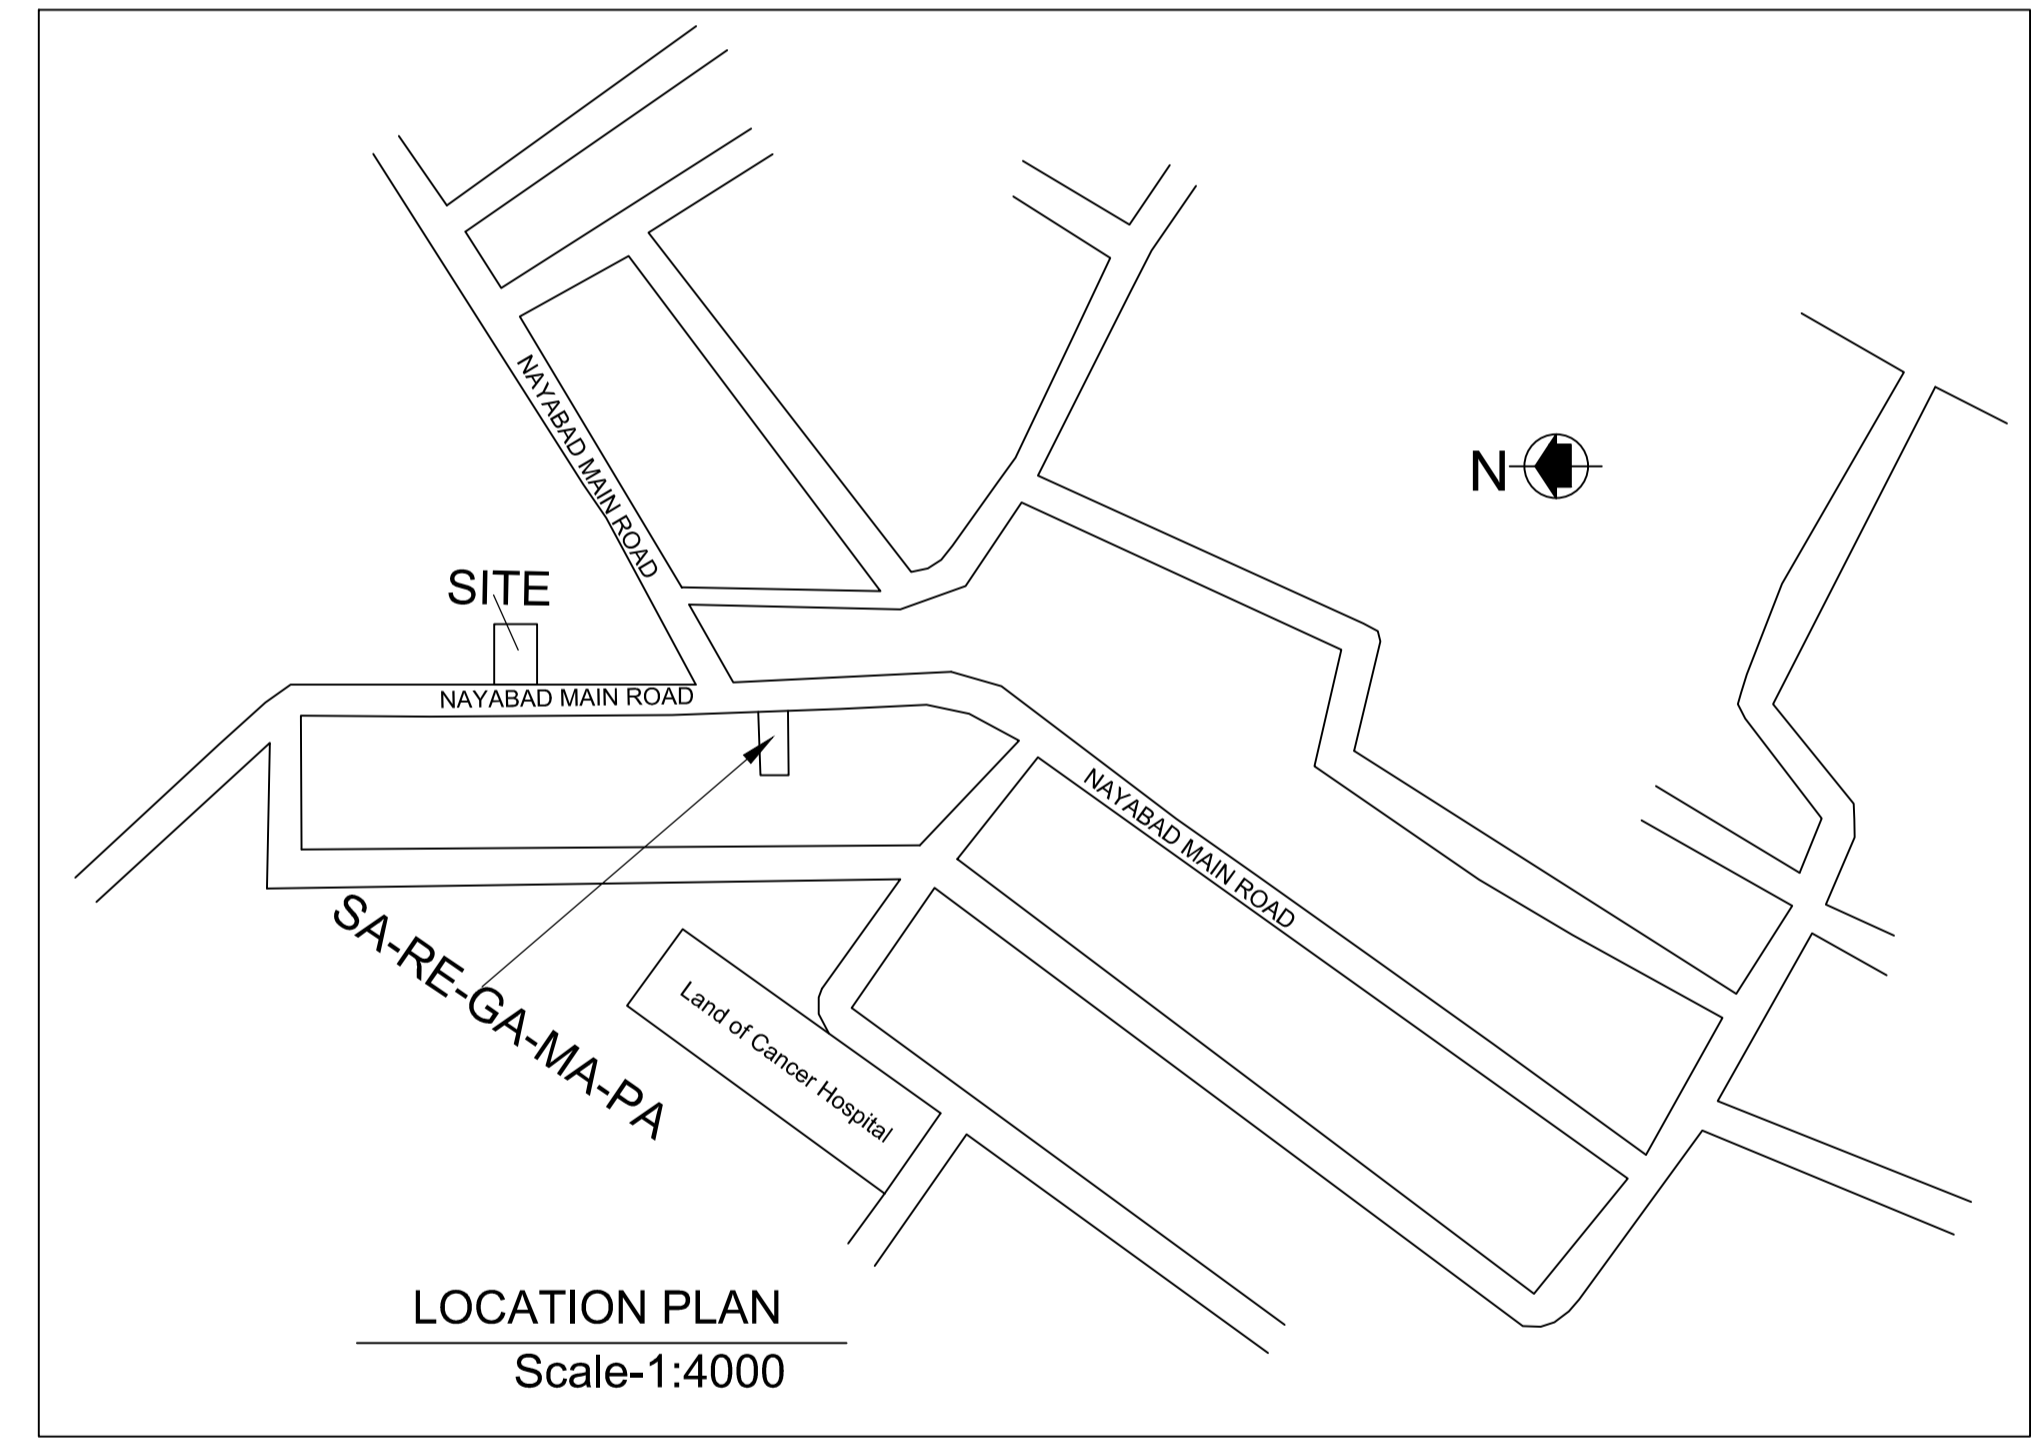 NAYABAD MAIN ROAD
N
SITE
NAYABAD MAIN ROAD
NAYABAD MAIN ROAD
SA-RE-GA-MA-PA
Land of Cancer Hospital
LOCATION PLAN
Scale-1:4000